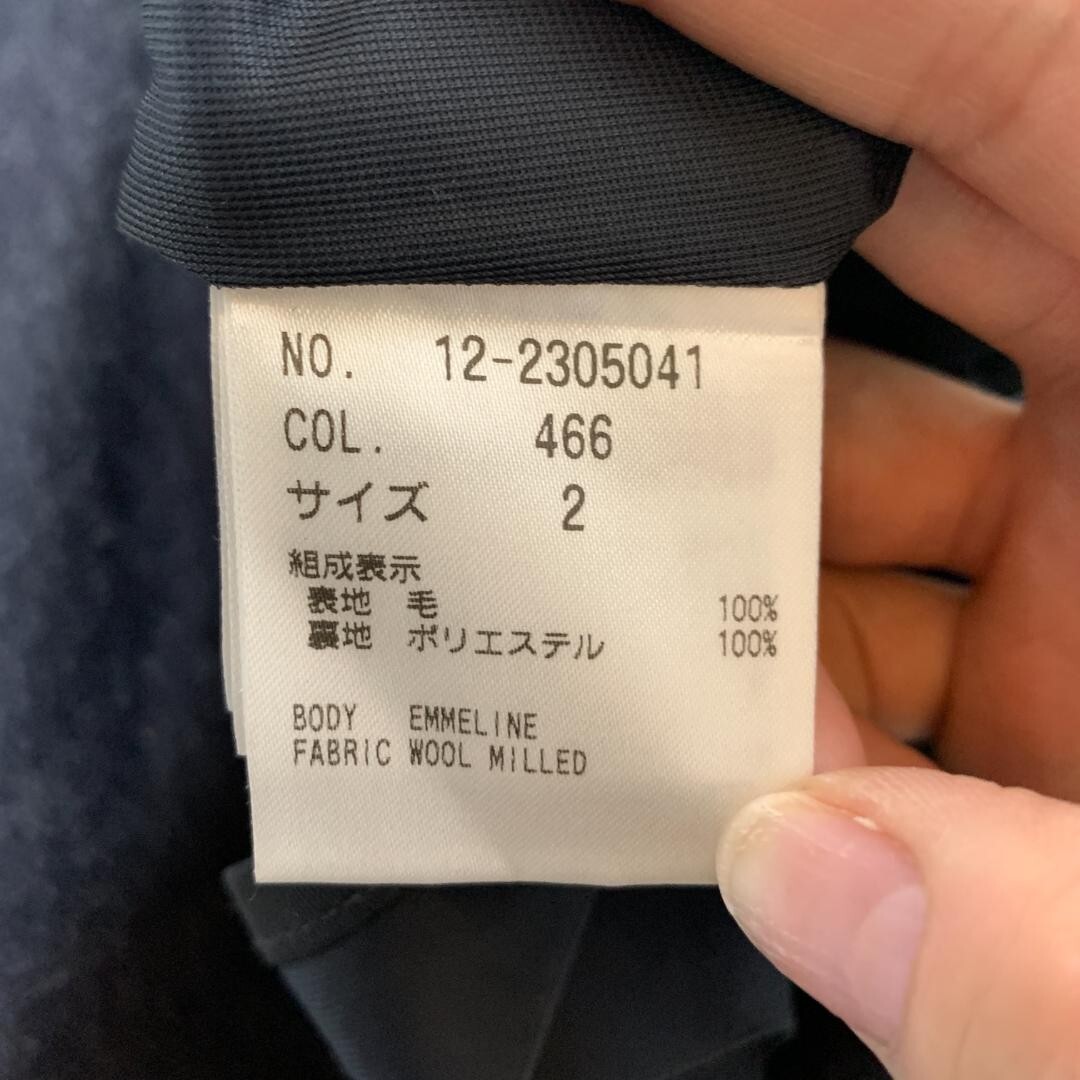 NO. 12-2305041
COL. 466
サイズ 2
組成表示
表地 毛 100%
裏地 ポリエステル 100%
BODY EMMELINE
FABRIC WOOL MILLED